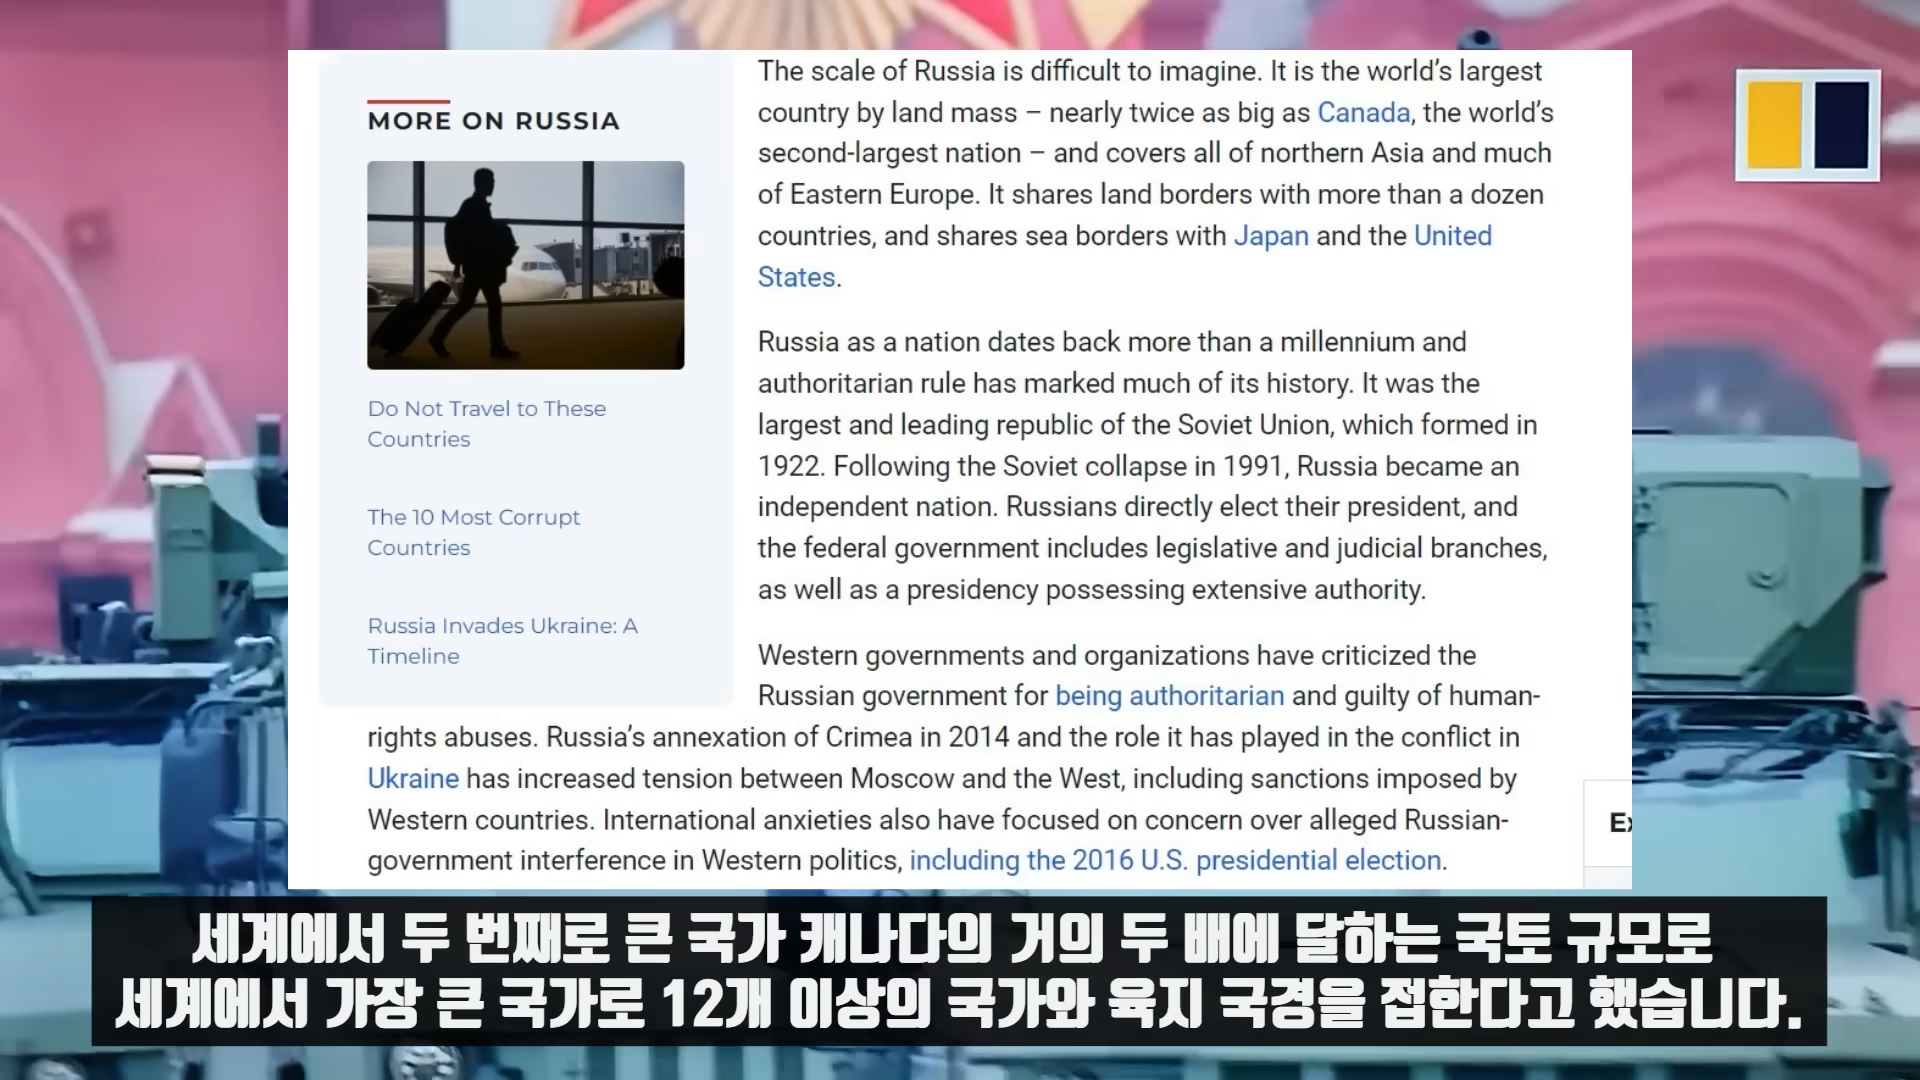 MORE ON RUSSIA
Do Not Travel to These
Countries
The 10 Most Corrupt
Countries
Russia Invades Ukraine: A
Timeline
The scale of Russia is difficult to imagine. It is the world’s largest
country by land mass – nearly twice as big as Canada, the world’s
second-largest nation – and covers all of northern Asia and much
of Eastern Europe. It shares land borders with more than a dozen
countries, and shares sea borders with Japan and the United
States.
Russia as a nation dates back more than a millennium and
authoritarian rule has marked much of its history. It was the
largest and leading republic of the Soviet Union, which formed in
1922. Following the Soviet collapse in 1991, Russia became an
independent nation. Russians directly elect their president, and
the federal government includes legislative and judicial branches,
as well as a presidency possessing extensive authority.
Western governments and organizations have criticized the
Russian government for being authoritarian and guilty of human-
rights abuses. Russia’s annexation of Crimea in 2014 and the role it has played in the conflict in
Ukraine has increased tension between Moscow and the West, including sanctions imposed by
Western countries. International anxieties also have focused on concern over alleged Russian-
government interference in Western politics, including the 2016 U.S. presidential election.
세계에서 두 번째로 큰 국가 캐나다의 거의 두 배에 달하는 국토 규모로
세계에서 가장 큰 국가로 12개 이상의 국가와 육지 국경을 접한다고 했습니다.